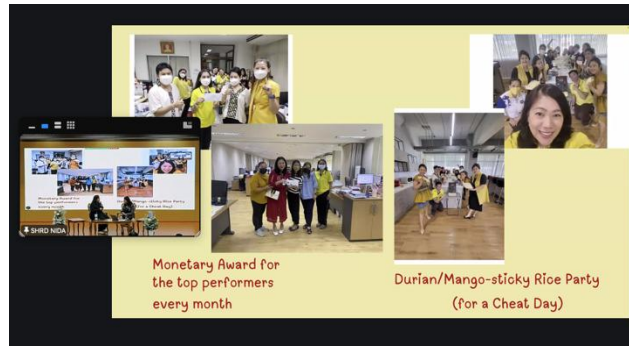 SHRD NIDA
Monetary Award for
the top performers
every month
Durian/Mango-sticky Rice Party
(for a Cheat Day)